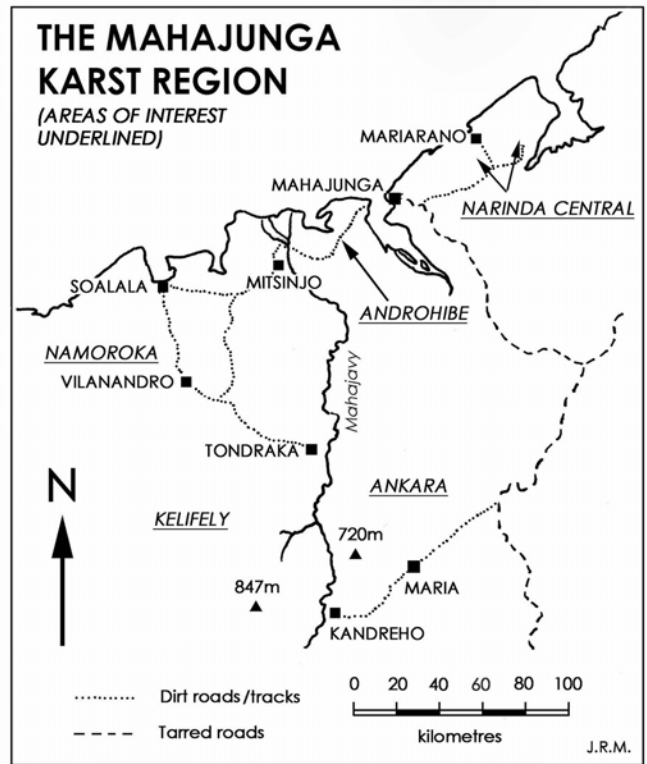 THE MAHAJUNGA
KARST REGION
(AREAS OF INTEREST
UNDERLINED)
MARIARANO
MAHAJUNGA
NARINDA CENTRAL
SOALALA
MITSINJO
ANDROHIBE
NAMOROKA
VILANANDRO
Mahajavy
TONDRAKA
ANKARA
N
KELIFELY
720m
847m
MARIA
KANDREHO
Dirt roads/tracks
Tarred roads
0 20 40 60 80 100
kilometres
J.R.M.